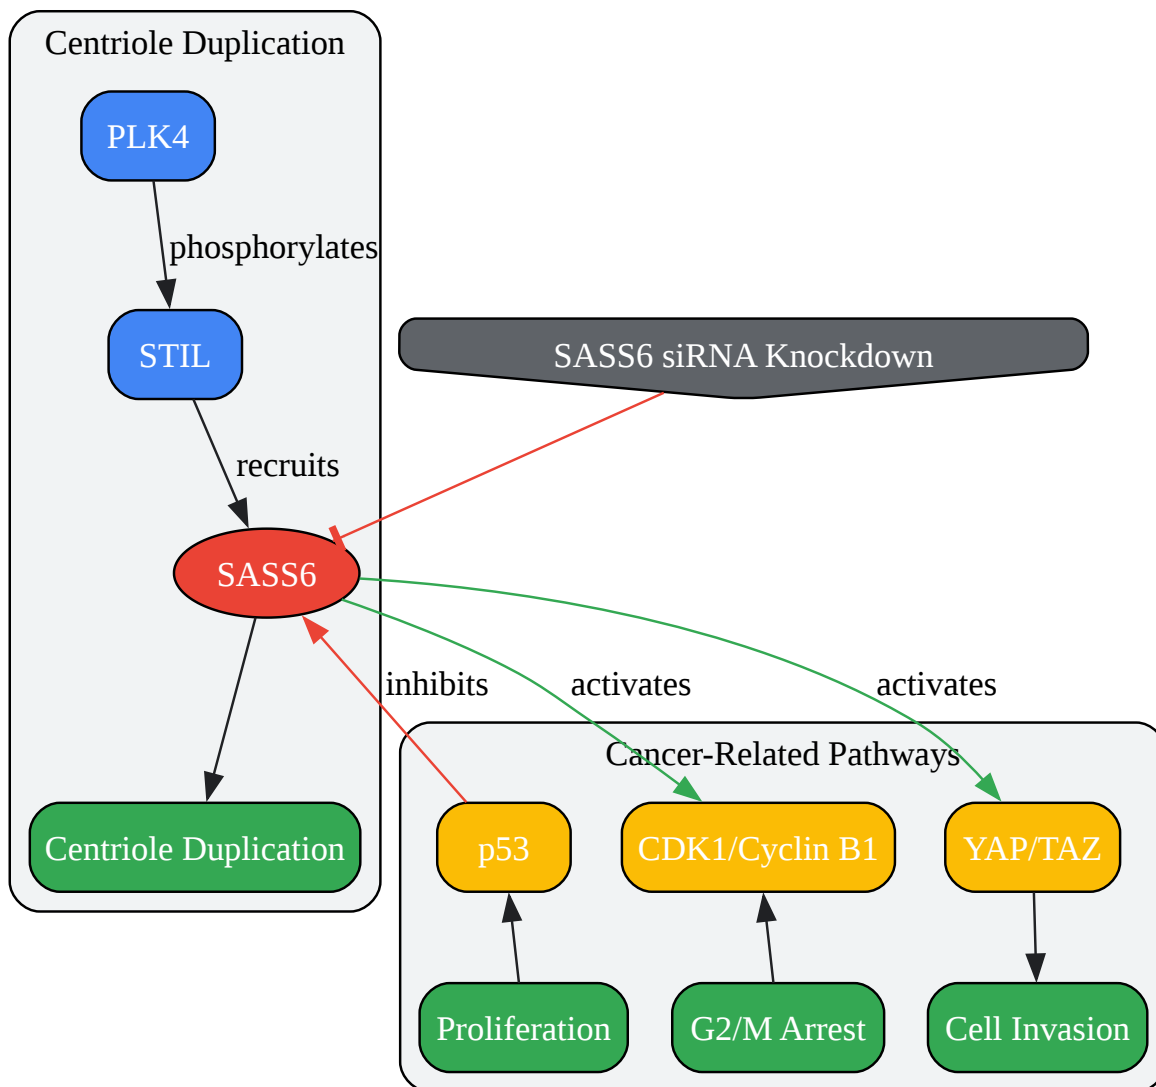 Centriole Duplication
PLK4
phosphorylates
STIL
SASS6 siRNA Knockdown
recruits
SASS6
inhibits
activates
activates
Cancer-Related Pathways
Centriole Duplication
p53
CDK1/Cyclin B1
YAP/TAZ
Proliferation
G2/M Arrest
Cell Invasion